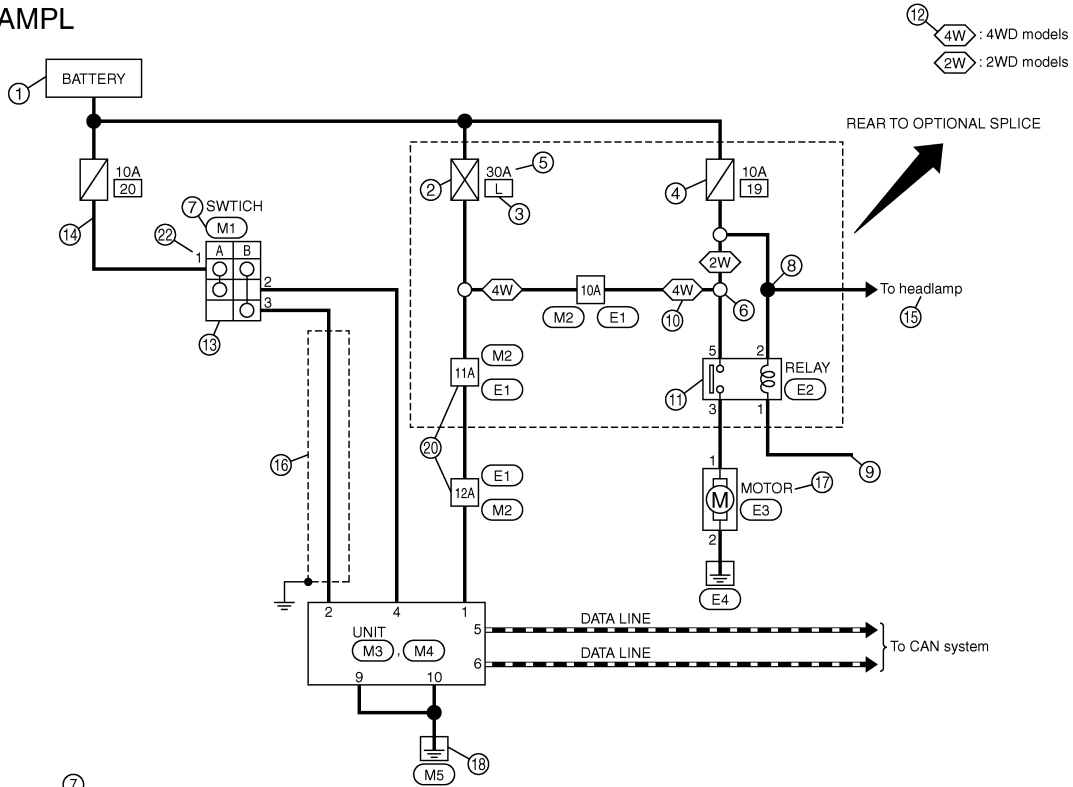 AMPL
12
4W : 4WD models
2W : 2WD models
BATTERY
1
REAR TO OPTIONAL SPLICE
10A
20
2
30A
5
L
3
4
10A
19
7
SWTICH
M1
14
22
1
A B
2
3
13
2W
8
4W
10A
4W
M2
E1
10
6
To headlamp
15
11A
M2
E1
5
2
RELAY
E2
11
3
1
20
9
16
12A
E1
M2
1
M
MOTOR
17
E3
2
E4
2
4
1
UNIT
M3 , M4
5
DATA LINE
6
DATA LINE
To CAN system
9
10
18
M5
7